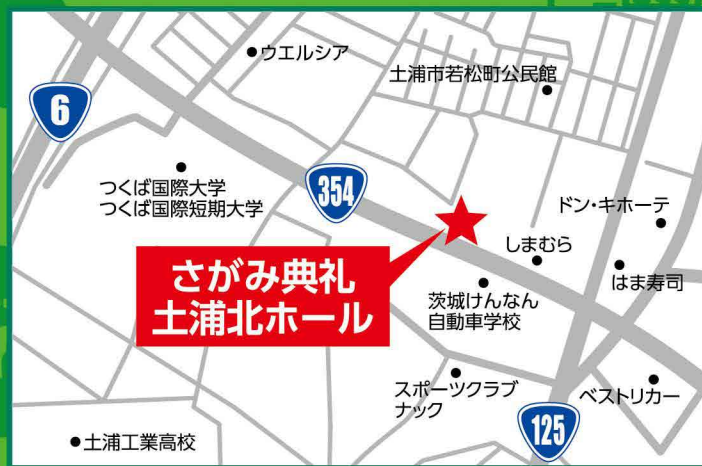 ウエルシア
土浦市若松町公民館
6
つくば国際大学
つくば国際短期大学
354
ドン・キホーテ
しまむら
はま寿司
さがみ典礼
土浦北ホール
茨城けんなん
自動車学校
スポーツクラブ
ナック
ベストリカー
125
土浦工業高校